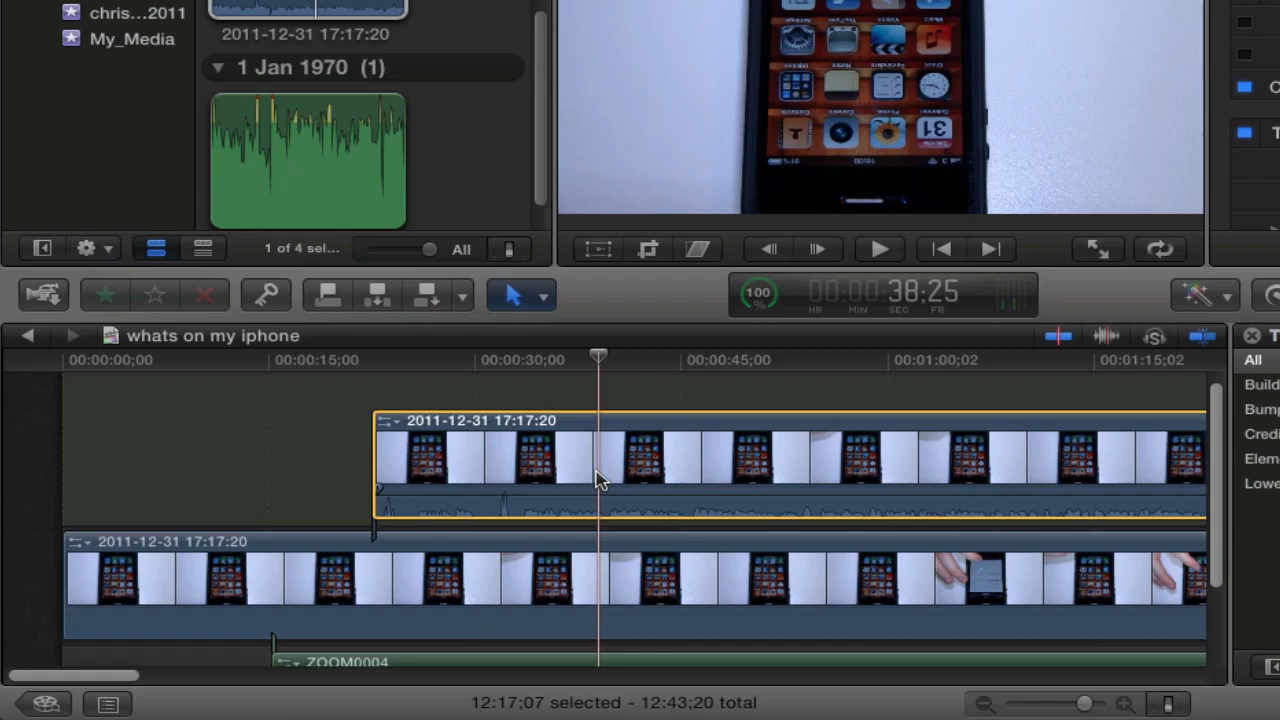 chris...2011
My_Media
2011-12-31 17:17:20
1 Jan 1970 (1)
1 of 4 sel...
All
100
%
00:00:38:25
HR MIN SEC FR
whats on my iphone
00:00:00;00
00:00:15;00
00:00:30;00
00:00:45;00
00:01:00;02
00:01:15;02
All
Build
Bump
Credi
Elem
Lowe
2011-12-31 17:17:20
2011-12-31 17:17:20
ZOOM0004
12:17;07 selected - 12:43;20 total